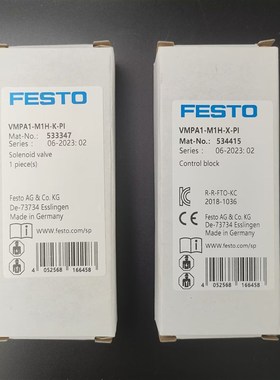 FESTO
VMPA1-M1H-K-PI
Mat-No.: 533347
Series : 06-2023: 02
Solenoid valve
1 piece(s)
Festo AG & Co. KG
De-73734 Esslingen
Made in Germany
www.festo.com/sp
4 052568 166458
FESTO
VMPA1-M1H-X-PI
Mat-No.: 534415
Series : 06-2023: 02
Control block
R-R-FTO-KC
2018-1036
CE
Festo AG & Co. KG
De-73734 Esslingen
Made in Germany
www.festo.com/sp
4 052568 166458